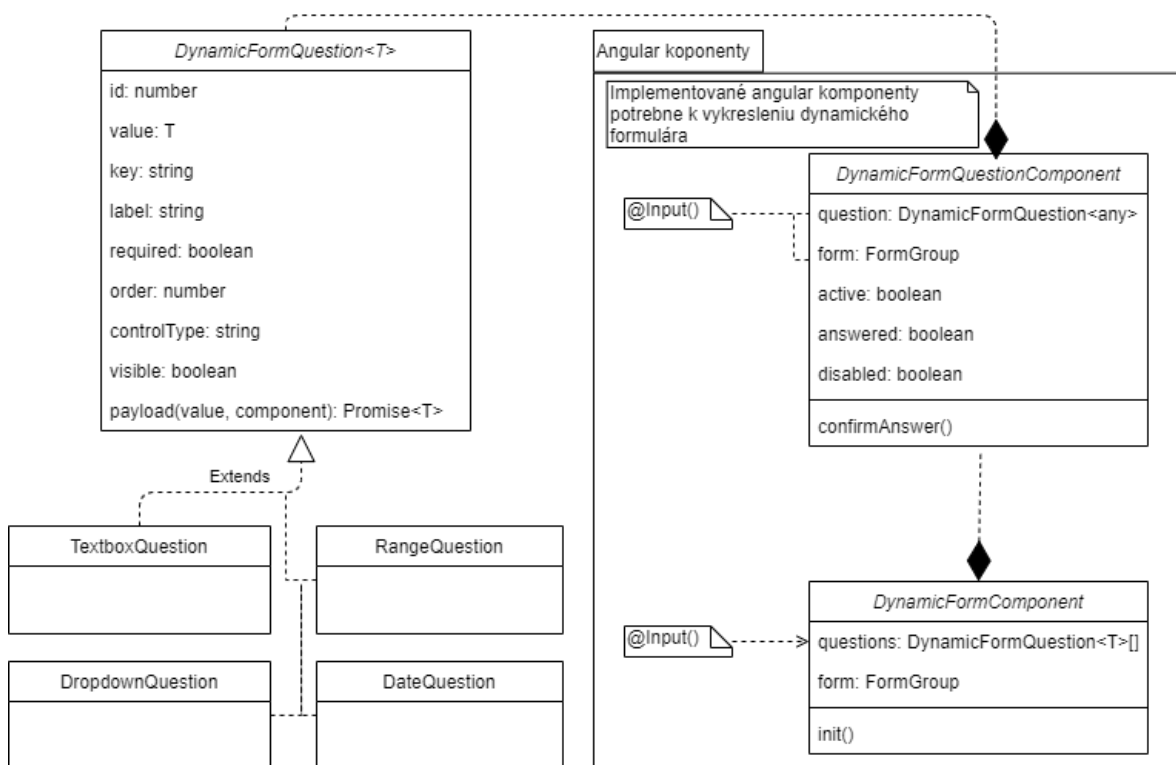 DynamicFormQuestion<T>
id: number
value: T
key: string
label: string
required: boolean
order: number
controlType: string
visible: boolean
payload(value, component): Promise<T>
Extends
TextboxQuestion
RangeQuestion
DropdownQuestion
DateQuestion
Angular koponenty
Implementované angular komponenty
potrebne k vykresleniu dynamického
formulára
DynamicFormQuestionComponent
@Input()
question: DynamicFormQuestion<any>
form: FormGroup
active: boolean
answered: boolean
disabled: boolean
confirmAnswer()
DynamicFormComponent
@Input()
questions: DynamicFormQuestion<T>[]
form: FormGroup
init()